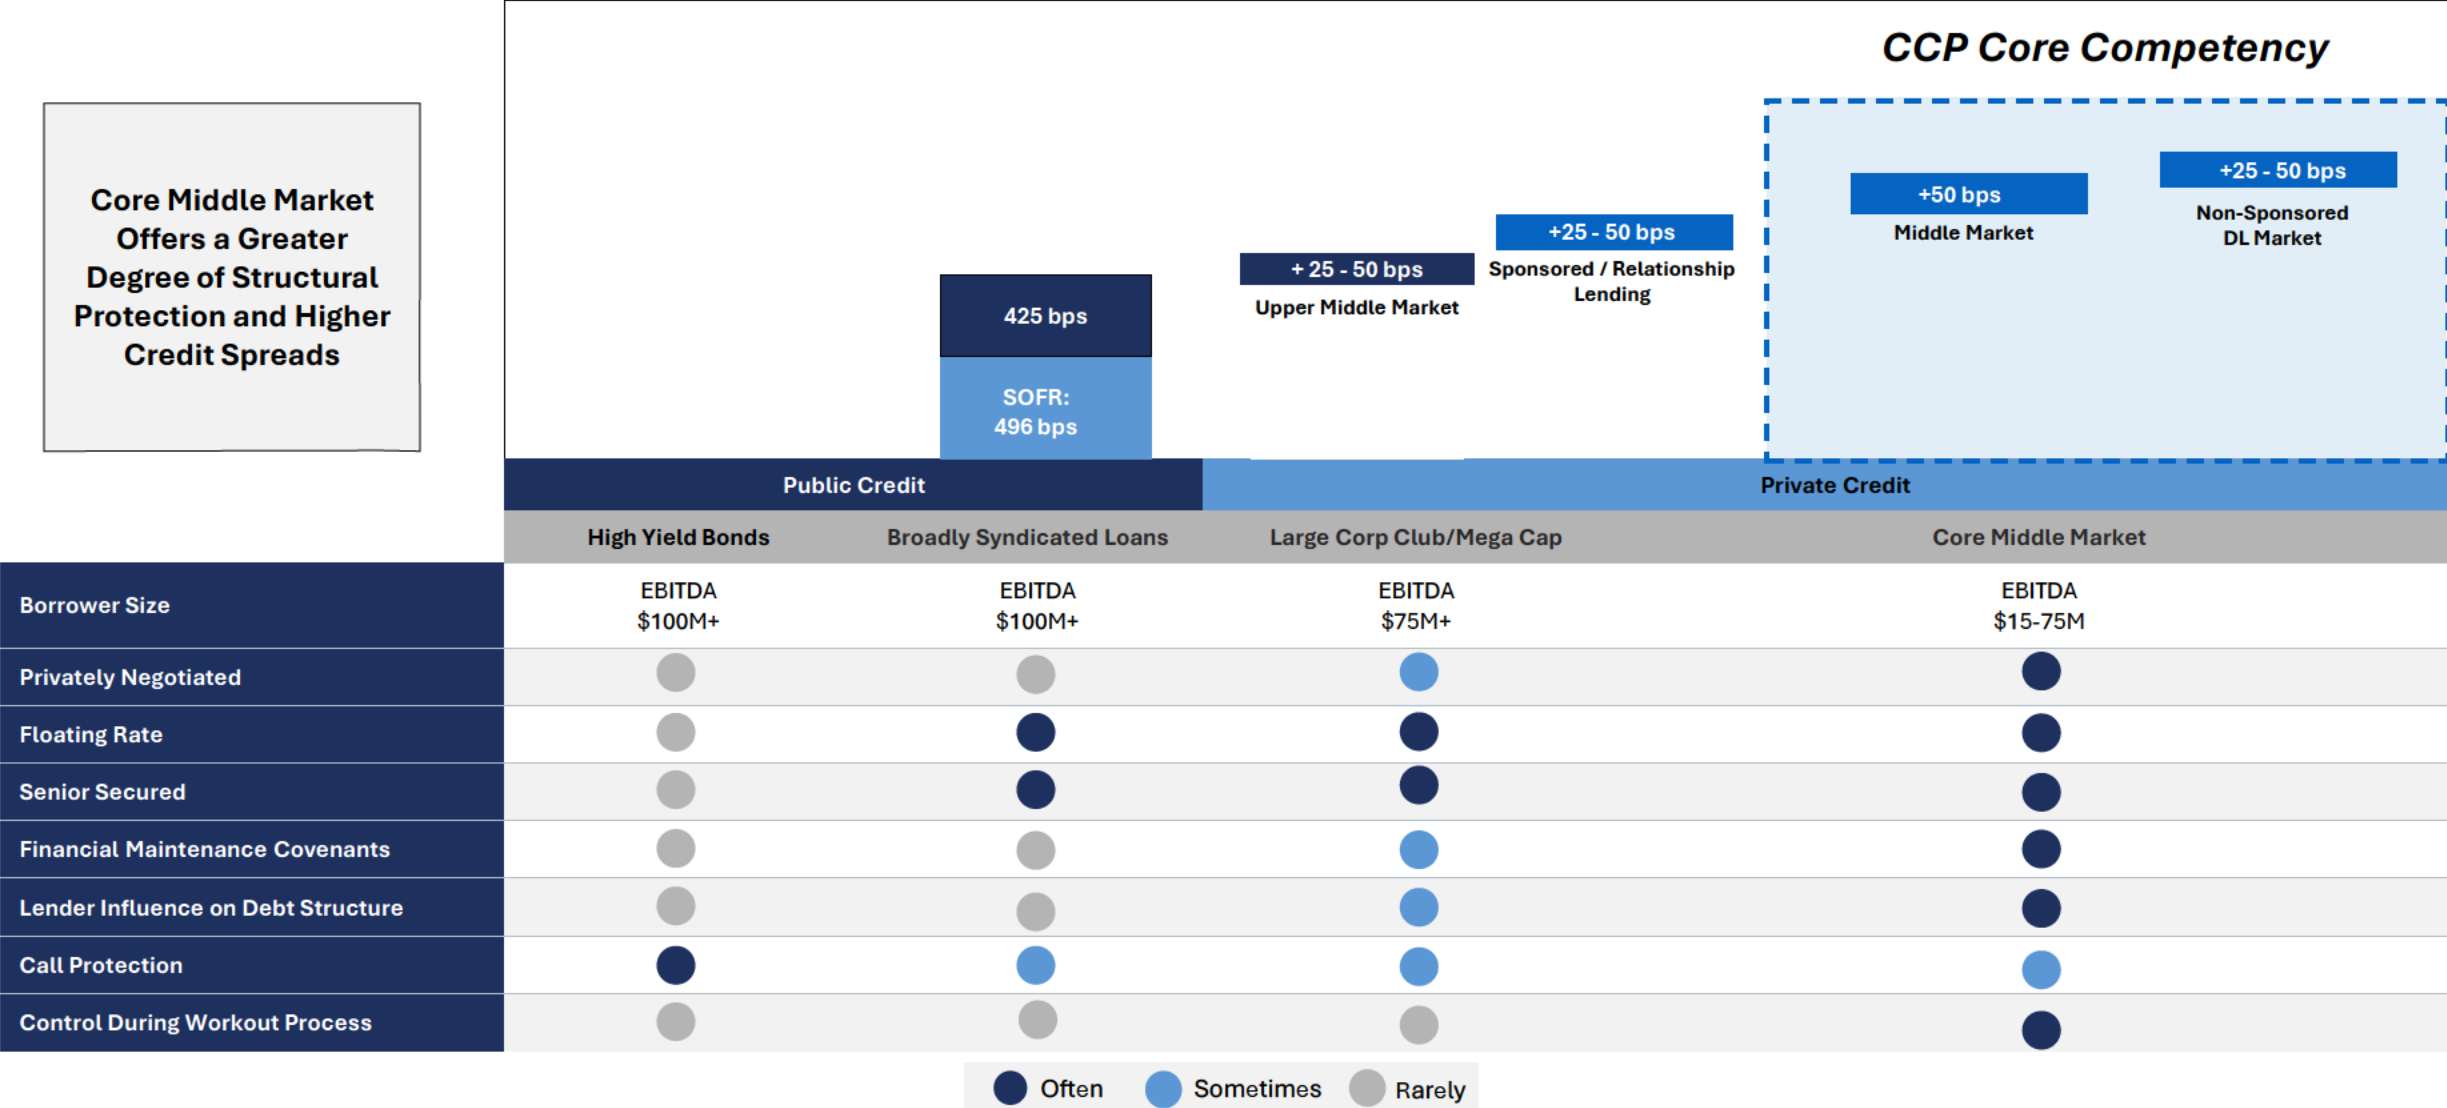 CCP Core Competency
Core Middle Market
Offers a Greater
Degree of Structural
Protection and Higher
Credit Spreads
425 bps
SOFR:
496 bps
+ 25 - 50 bps
Upper Middle Market
+25 - 50 bps
Sponsored / Relationship
Lending
+50 bps
Middle Market
+25 - 50 bps
Non-Sponsored
DL Market
Public Credit
Private Credit
High Yield Bonds
Broadly Syndicated Loans
Large Corp Club/Mega Cap
Core Middle Market
Borrower Size
EBITDA
$100M+
EBITDA
$100M+
EBITDA
$75M+
EBITDA
$15-75M
Privately Negotiated
Floating Rate
Senior Secured
Financial Maintenance Covenants
Lender Influence on Debt Structure
Call Protection
Control During Workout Process
Often
Sometimes
Rarely